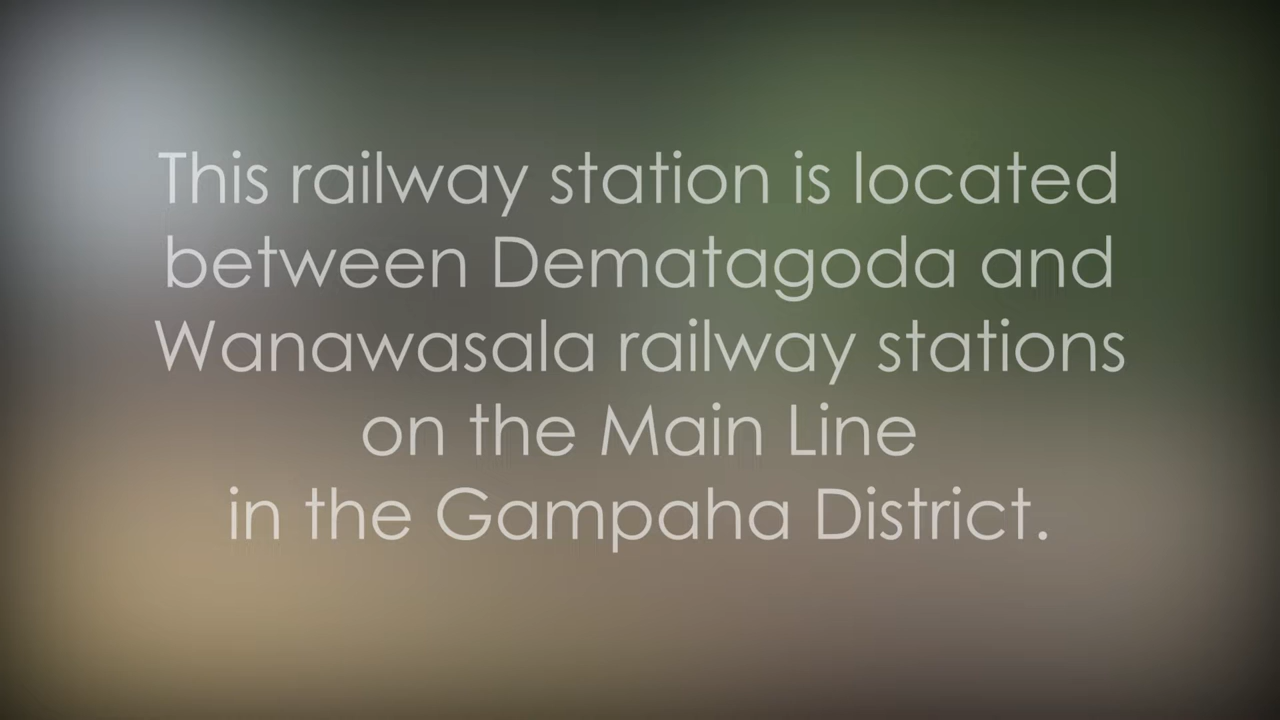 This railway station is located
between Dematagoda and
Wanawasala railway stations
on the Main Line
in the Gampaha District.